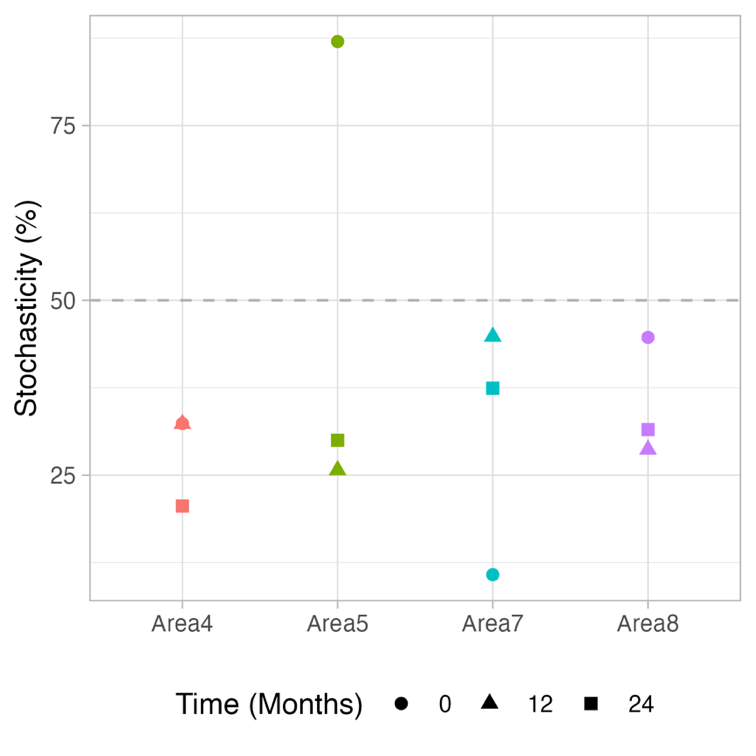 Stochasticity (%)
75
50
25
Area4 Area5 Area7 Area8
Time (Months) 0 12 24